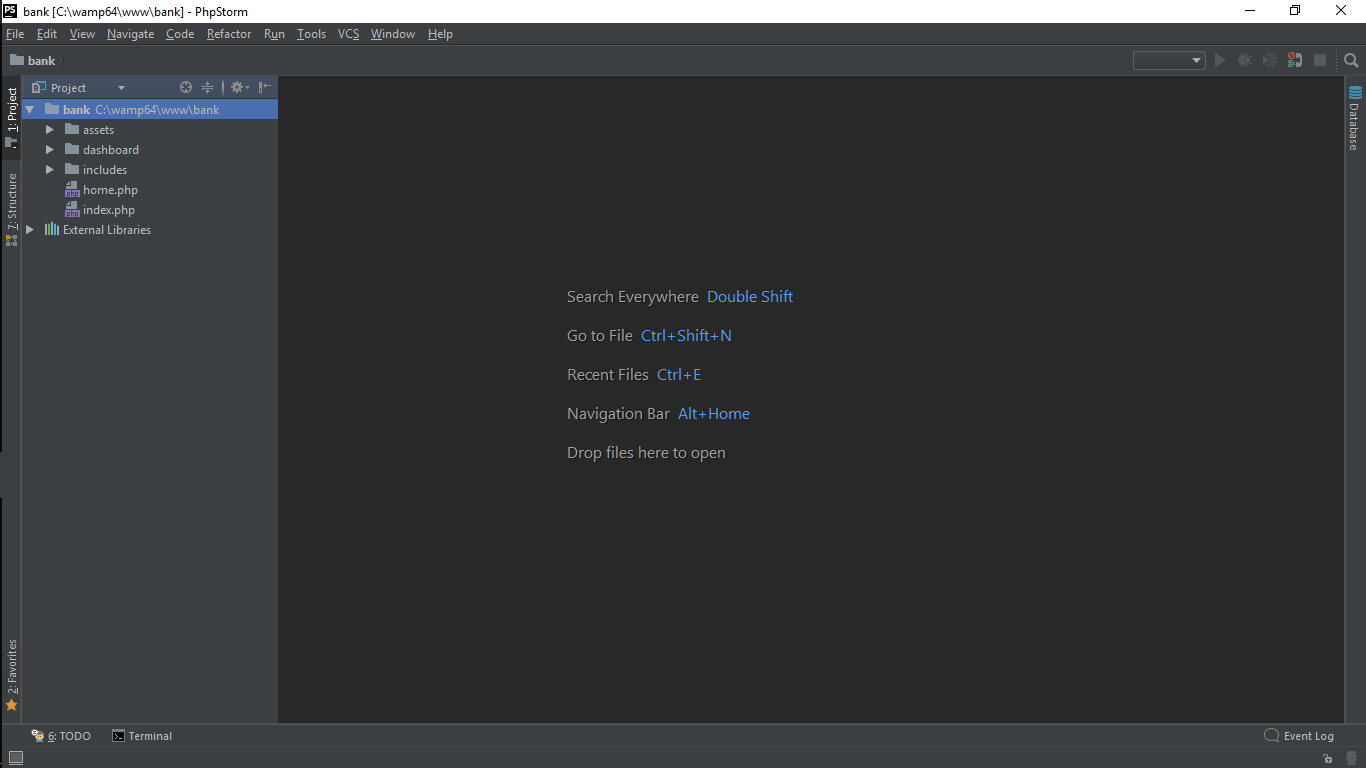 PS bank [C:\wamp64\www\bank] - PhpStorm
File Edit View Navigate Code Refactor Run Tools VCS Window Help
bank
1: Project
7: Structure
2: Favorites
Project
bank C:\wamp64\www\bank
assets
dashboard
includes
php home.php
php index.php
External Libraries
Search Everywhere Double Shift
Go to File Ctrl+Shift+N
Recent Files Ctrl+E
Navigation Bar Alt+Home
Drop files here to open
Database
6: TODO Terminal Event Log